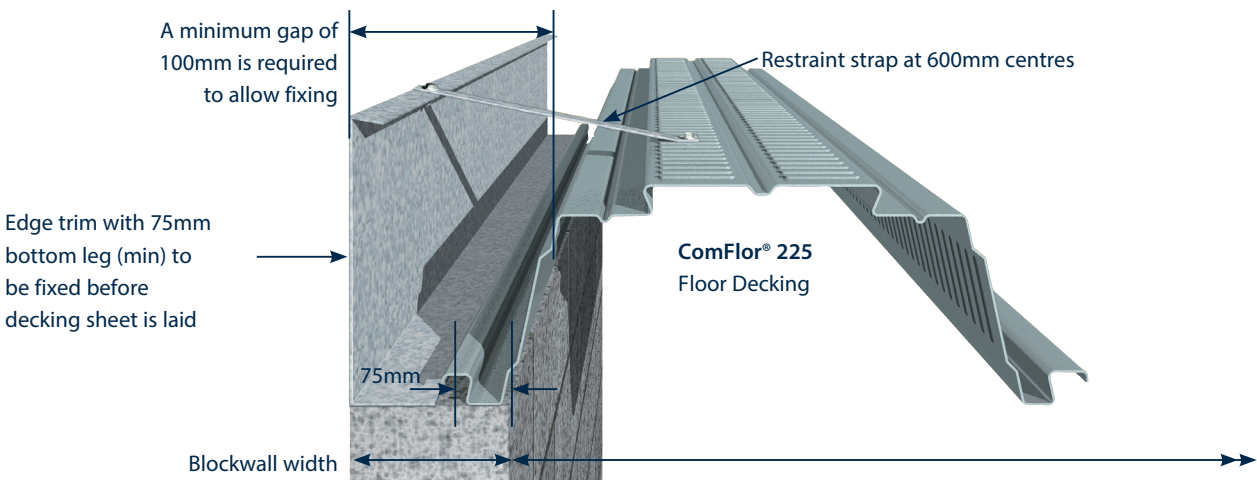 A minimum gap of
100mm is required
to allow fixing
Restraint strap at 600mm centres
Edge trim with 75mm
bottom leg (min) to
be fixed before
decking sheet is laid
ComFlor® 225
Floor Decking
75mm
Blockwall width